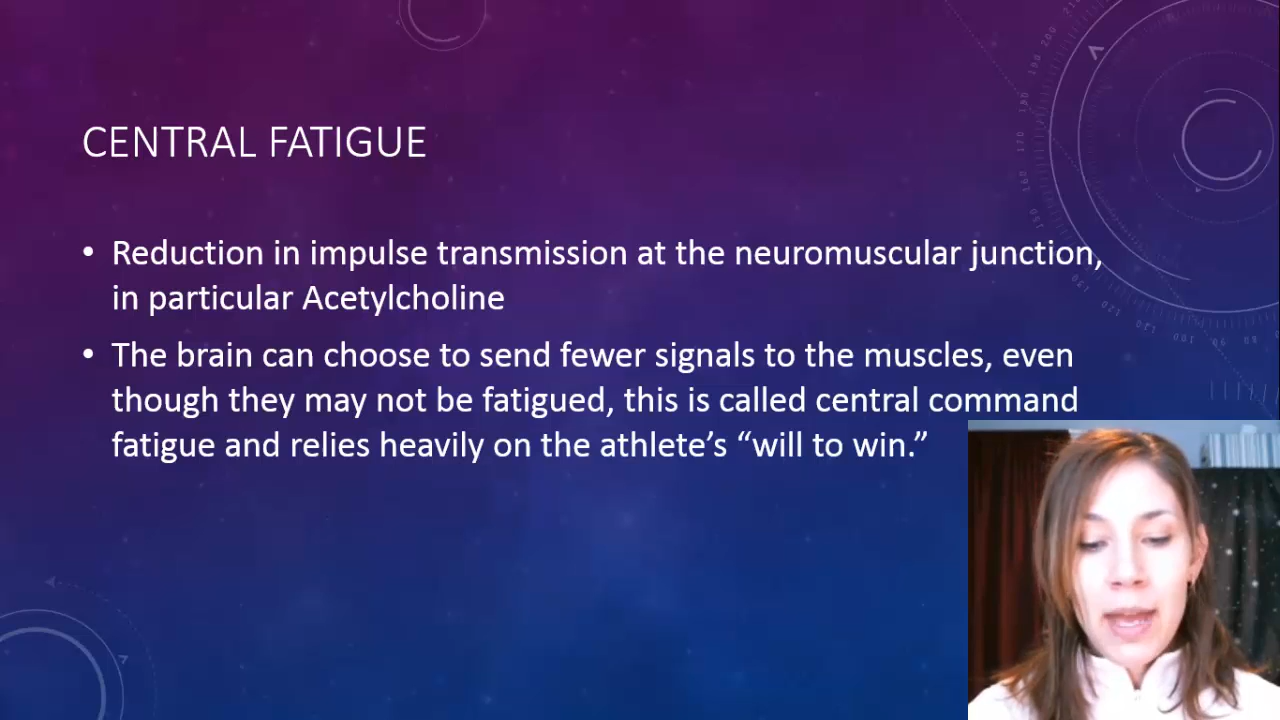 CENTRAL FATIGUE
• Reduction in impulse transmission at the neuromuscular junction,
in particular Acetylcholine
• The brain can choose to send fewer signals to the muscles, even
though they may not be fatigued, this is called central command
fatigue and relies heavily on the athlete’s “will to win.”